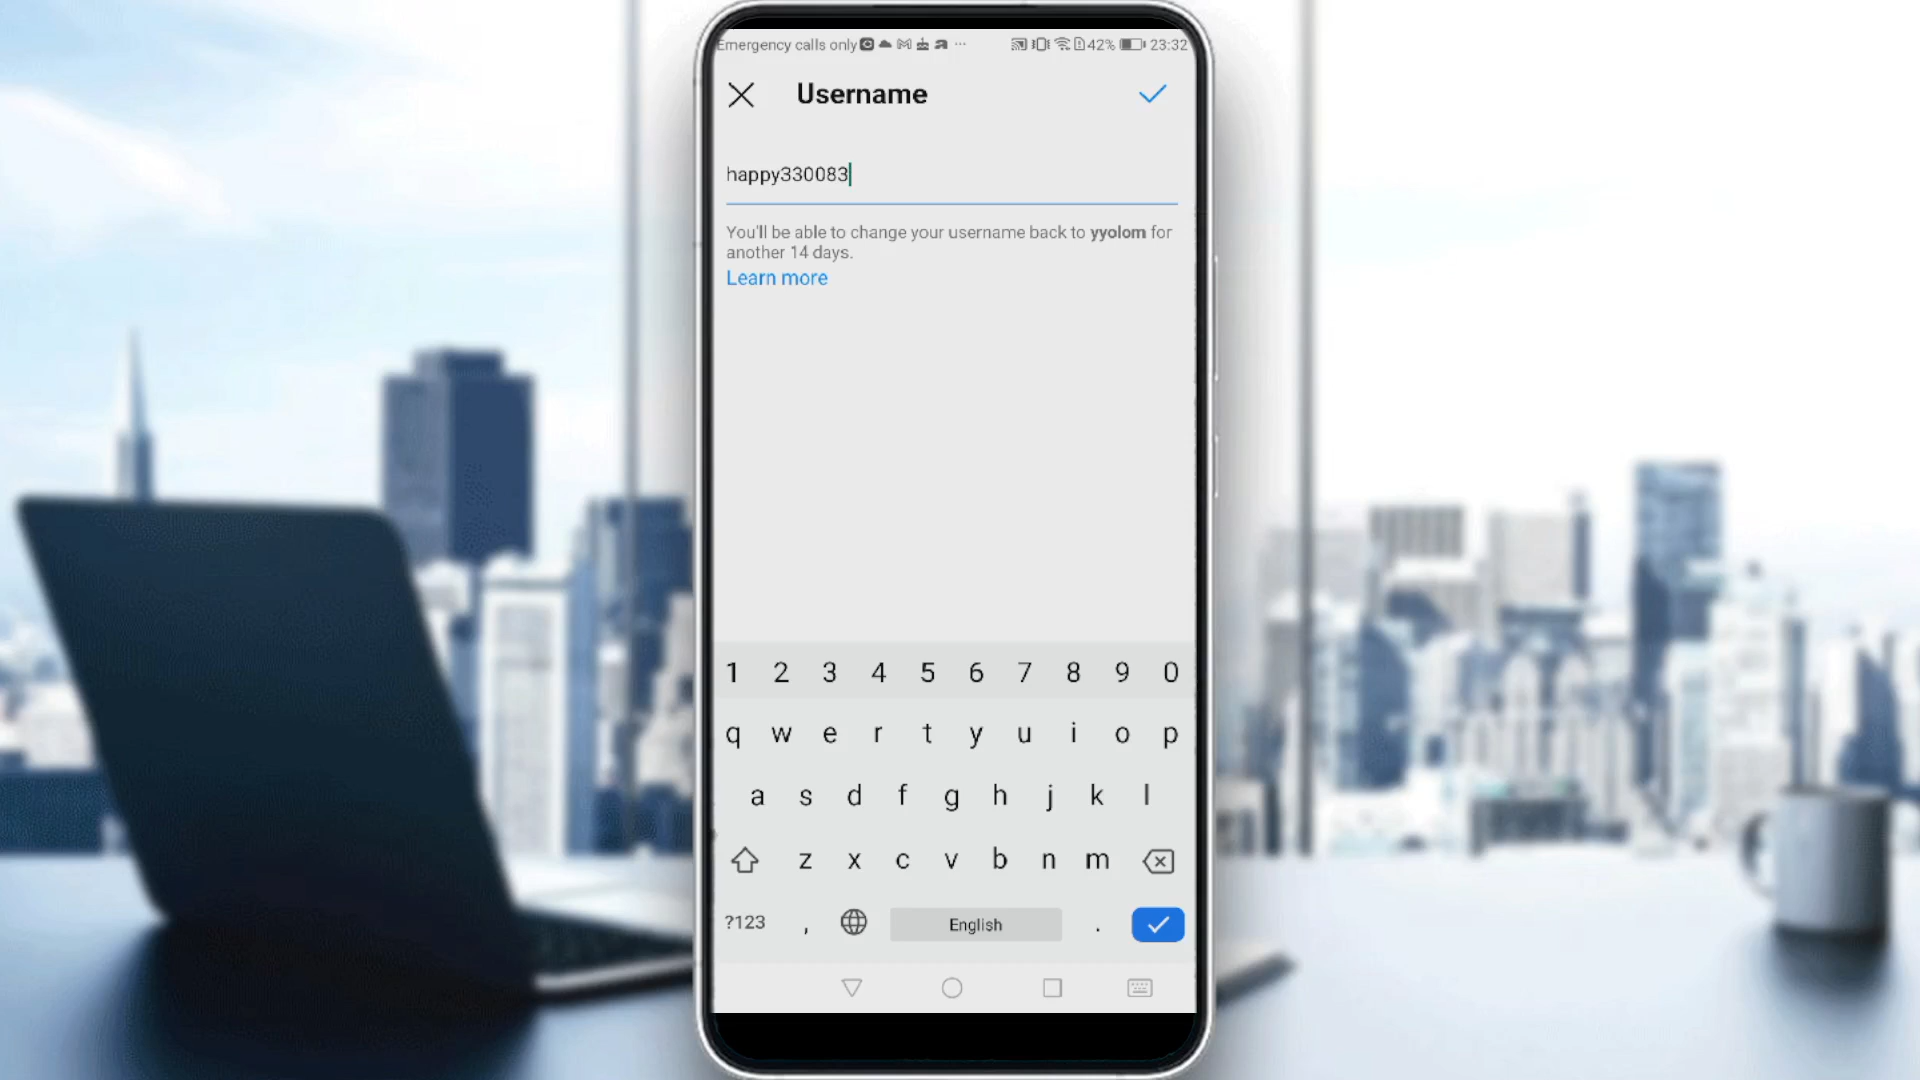 Emergency calls only ... 42% 23:32
Username
happy330083
You'll be able to change your username back to yyolom for
another 14 days.
Learn more
1 2 3 4 5 6 7 8 9 0
q w e r t y u i o p
a s d f g h j k l
z x c v b n m
?123 , English .